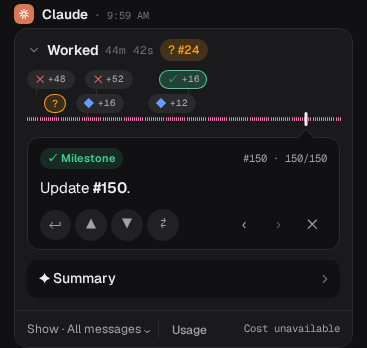 Claude · 9:59 AM
Worked 44m 42s ? #24
+48 +52 +16
? +16 +12
Milestone #150 · 150/150
Update #150.
Summary
Show · All messages Usage Cost unavailable